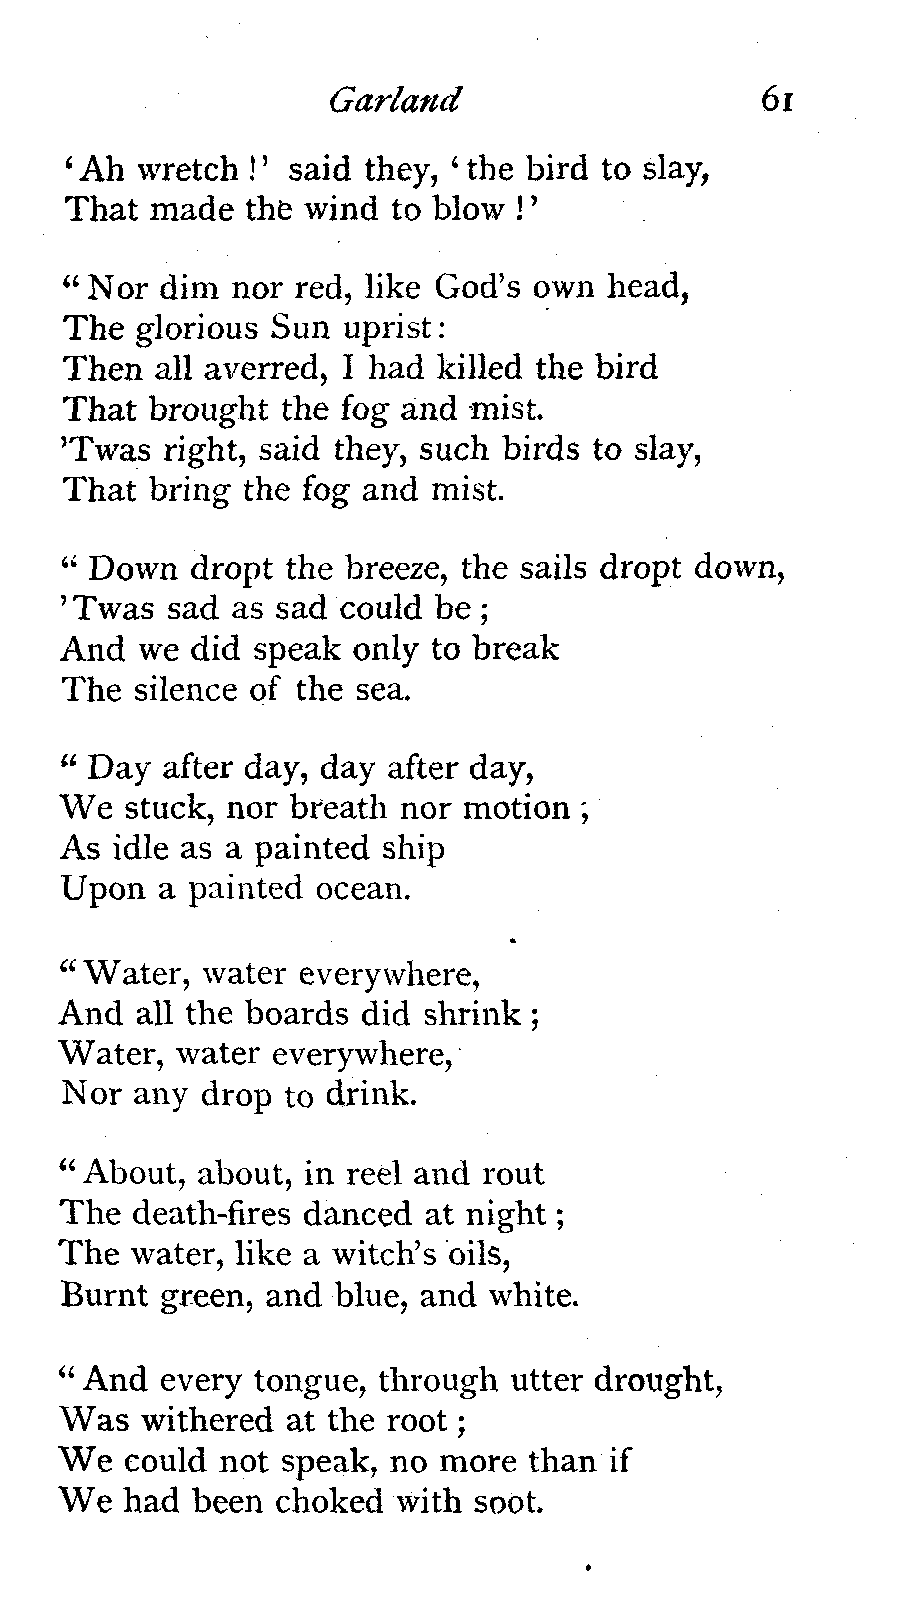 Garland 61
‘Ah wretch !’ said they, ‘the bird to slay,
That made the wind to blow !’
“Nor dim nor red, like God’s own head,
The glorious Sun uprist:
Then all averred, I had killed the bird
That brought the fog and mist.
’Twas right, said they, such birds to slay,
That bring the fog and mist.
“Down dropt the breeze, the sails dropt down,
’Twas sad as sad could be ;
And we did speak only to break
The silence of the sea.
“Day after day, day after day,
We stuck, nor breath nor motion ;
As idle as a painted ship
Upon a painted ocean.
“Water, water everywhere,
And all the boards did shrink ;
Water, water everywhere,
Nor any drop to drink.
“About, about, in reel and rout
The death-fires danced at night ;
The water, like a witch’s oils,
Burnt green, and blue, and white.
“And every tongue, through utter drought,
Was withered at the root ;
We could not speak, no more than if
We had been choked with soot.